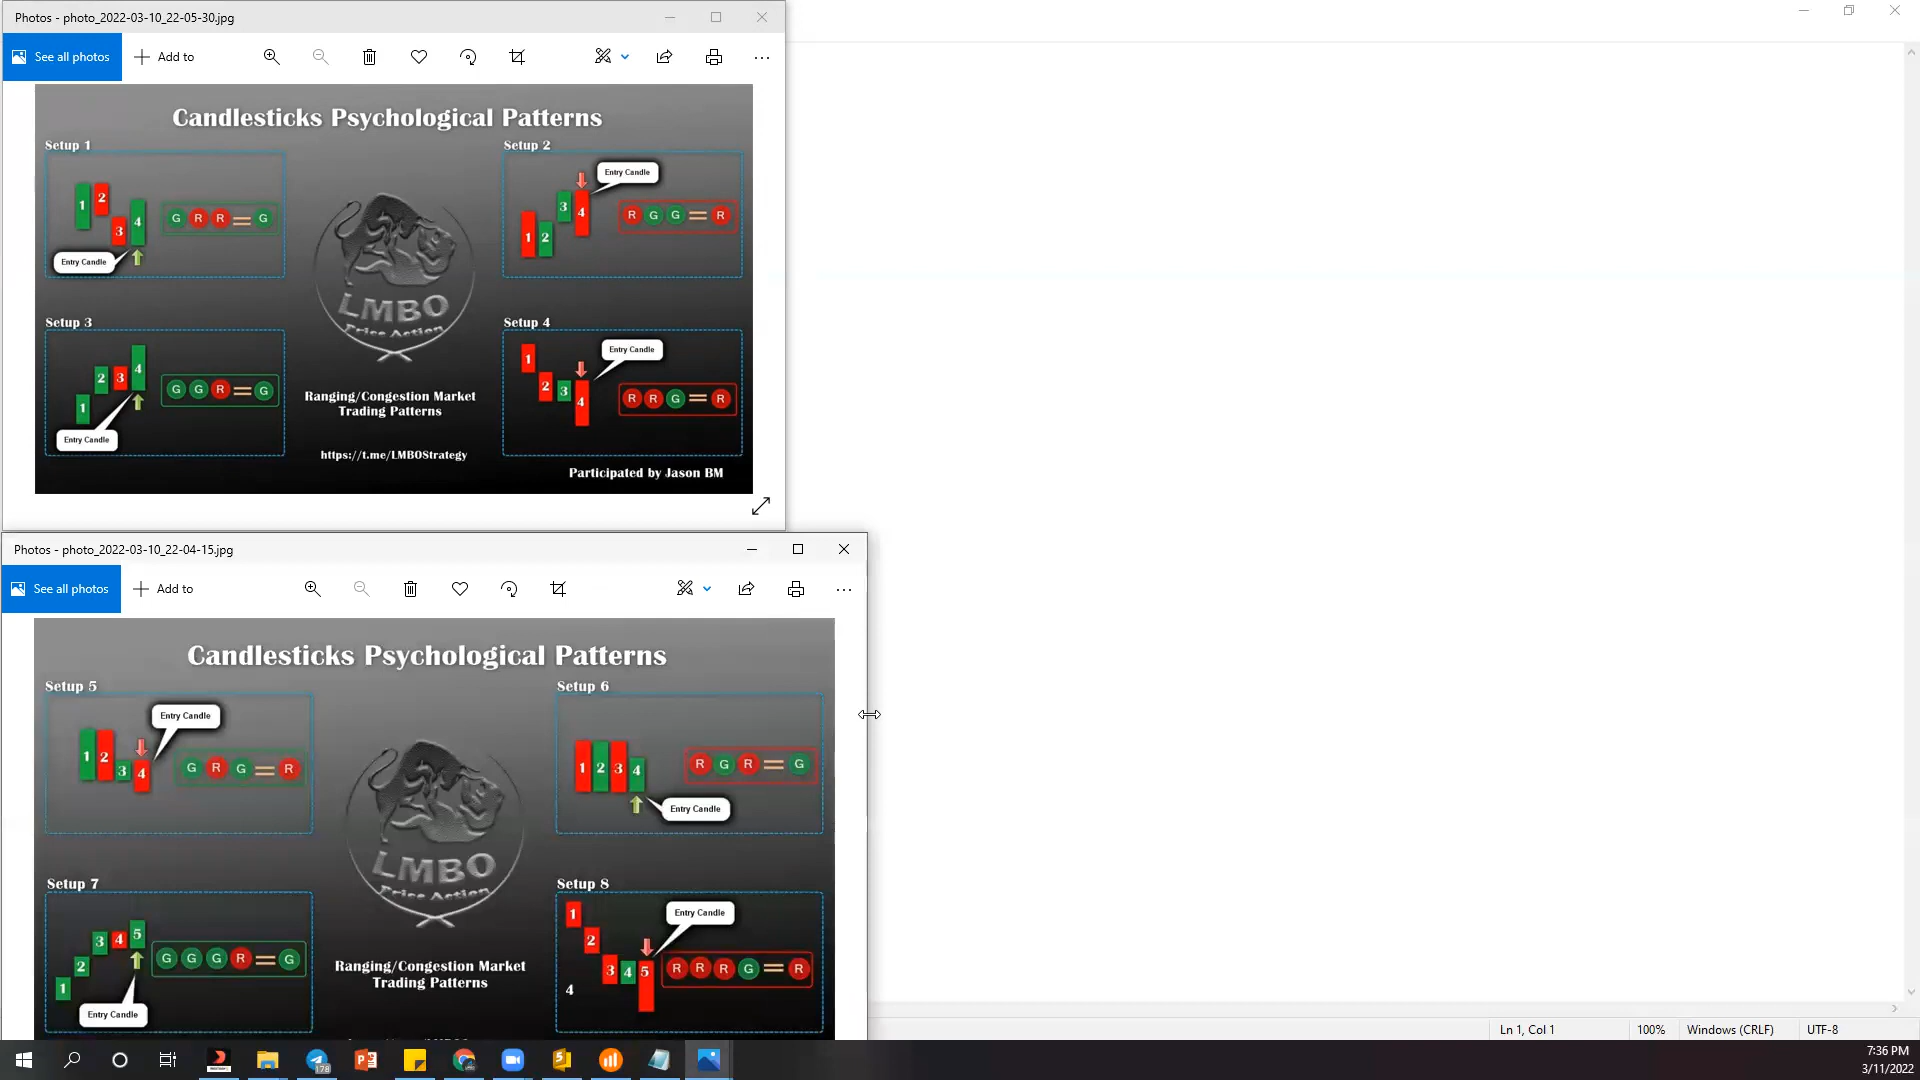 Photos - photo_2022-03-10_22-05-30.jpg
See all photos
Add to
Candlesticks Psychological Patterns
Setup 1
1 2 3 4
G R R = G
Entry Candle
Setup 2
Entry Candle
1 2 3 4
R G G = R
LMBO
Price Action
Setup 3
1 2 3 4
G G R = G
Entry Candle
Setup 4
Entry Candle
1 2 3 4
R R G = R
Ranging/Congestion Market
Trading Patterns
https://t.me/LMBOStrategy
Participated by Jason BM
Photos - photo_2022-03-10_22-04-15.jpg
See all photos
Add to
Candlesticks Psychological Patterns
Setup 5
Entry Candle
1 2 3 4
G R G = R
Setup 6
1 2 3 4
R G R = G
Entry Candle
LMBO
Price Action
Setup 7
1 2 3 4 5
G G G R = G
Entry Candle
Setup 8
Entry Candle
1 2 3 4 5
R R R G = R
4
Ranging/Congestion Market
Trading Patterns
Ln 1, Col 1
100%
Windows (CRLF)
UTF-8
178
7:36 PM
3/11/2022